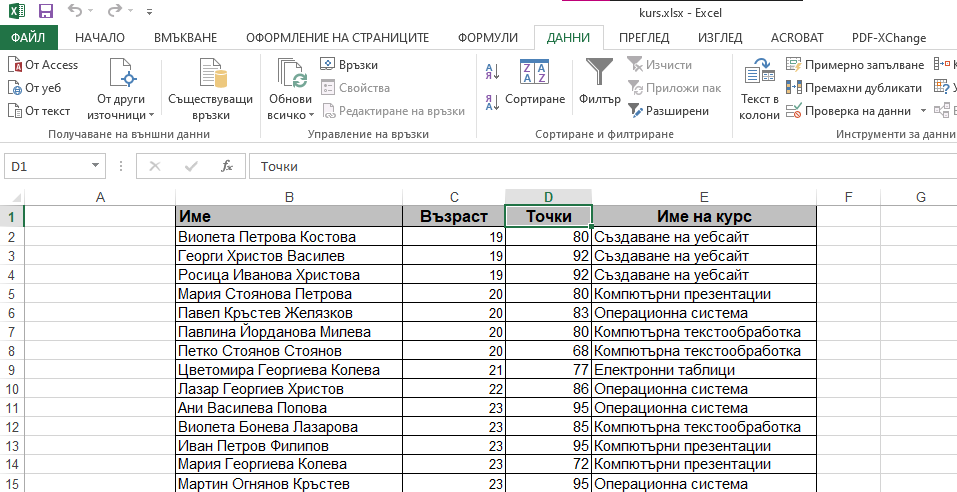 kurs.xlsx - Excel
ФАЙЛ НАЧАЛО ВМЪКВАНЕ ОФОРМЛЕНИЕ НА СТРАНИЦИТЕ ФОРМУЛИ ДАННИ ПРЕГЛЕД ИЗГЛЕД ACROBAT PDF-XChange
От Access
От уеб
От текст
От други източници
Съществуващи връзки
Получаване на външни данни
Обнови всичко
Връзки
Свойства
Редактиране на връзки
Управление на връзки
Сортиране
Филтър
Изчисти
Приложи пак
Разширени
Сортиране и филтриране
Текст в колони
Примерно запълване
Премахни дубликати
Проверка на данни
Инструменти за данни
D1 fx Точки
A B C D E F G
1 Име Възраст Точки Име на курс
2 Виолета Петрова Костова 19 80 Създаване на уебсайт
3 Георги Христов Василев 19 92 Създаване на уебсайт
4 Росица Иванова Христова 19 92 Създаване на уебсайт
5 Мария Стоянова Петрова 20 80 Компютърни презентации
6 Павел Кръстев Желязков 20 83 Операционна система
7 Павлина Йорданова Милева 20 80 Компютърна текстообработка
8 Петко Стоянов Стоянов 20 68 Компютърна текстообработка
9 Цветомира Георгиева Колева 21 77 Електронни таблици
10 Лазар Георгиев Христов 22 86 Операционна система
11 Ани Василева Попова 23 95 Операционна система
12 Виолета Бонева Лазарова 23 85 Компютърна текстообработка
13 Иван Петров Филипов 23 95 Компютърни презентации
14 Мария Георгиева Колева 23 72 Компютърни презентации
15 Мартин Огнянов Кръстев 23 95 Операционна система